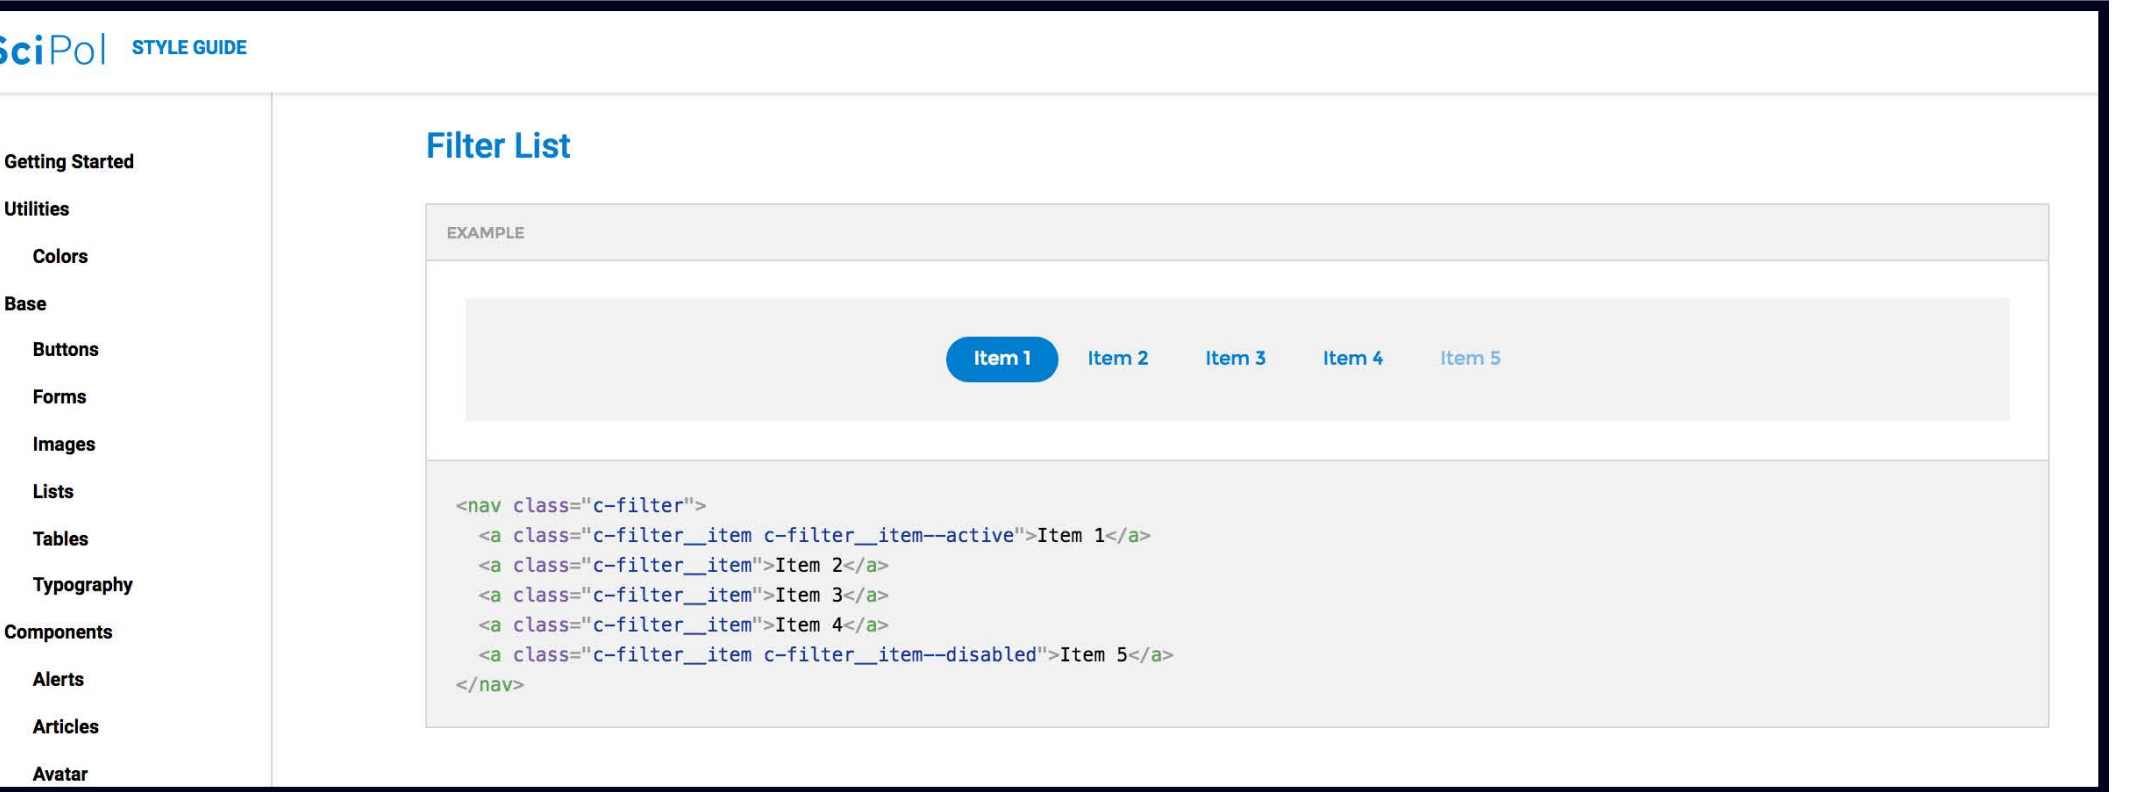 SciPol STYLE GUIDE
Getting Started
Utilities
Colors
Base
Buttons
Forms
Images
Lists
Tables
Typography
Components
Alerts
Articles
Avatar
Filter List
EXAMPLE
Item 1 Item 2 Item 3 Item 4 Item 5
<nav class="c-filter">
  <a class="c-filter__item c-filter__item--active">Item 1</a>
  <a class="c-filter__item">Item 2</a>
  <a class="c-filter__item">Item 3</a>
  <a class="c-filter__item">Item 4</a>
  <a class="c-filter__item c-filter__item--disabled">Item 5</a>
</nav>